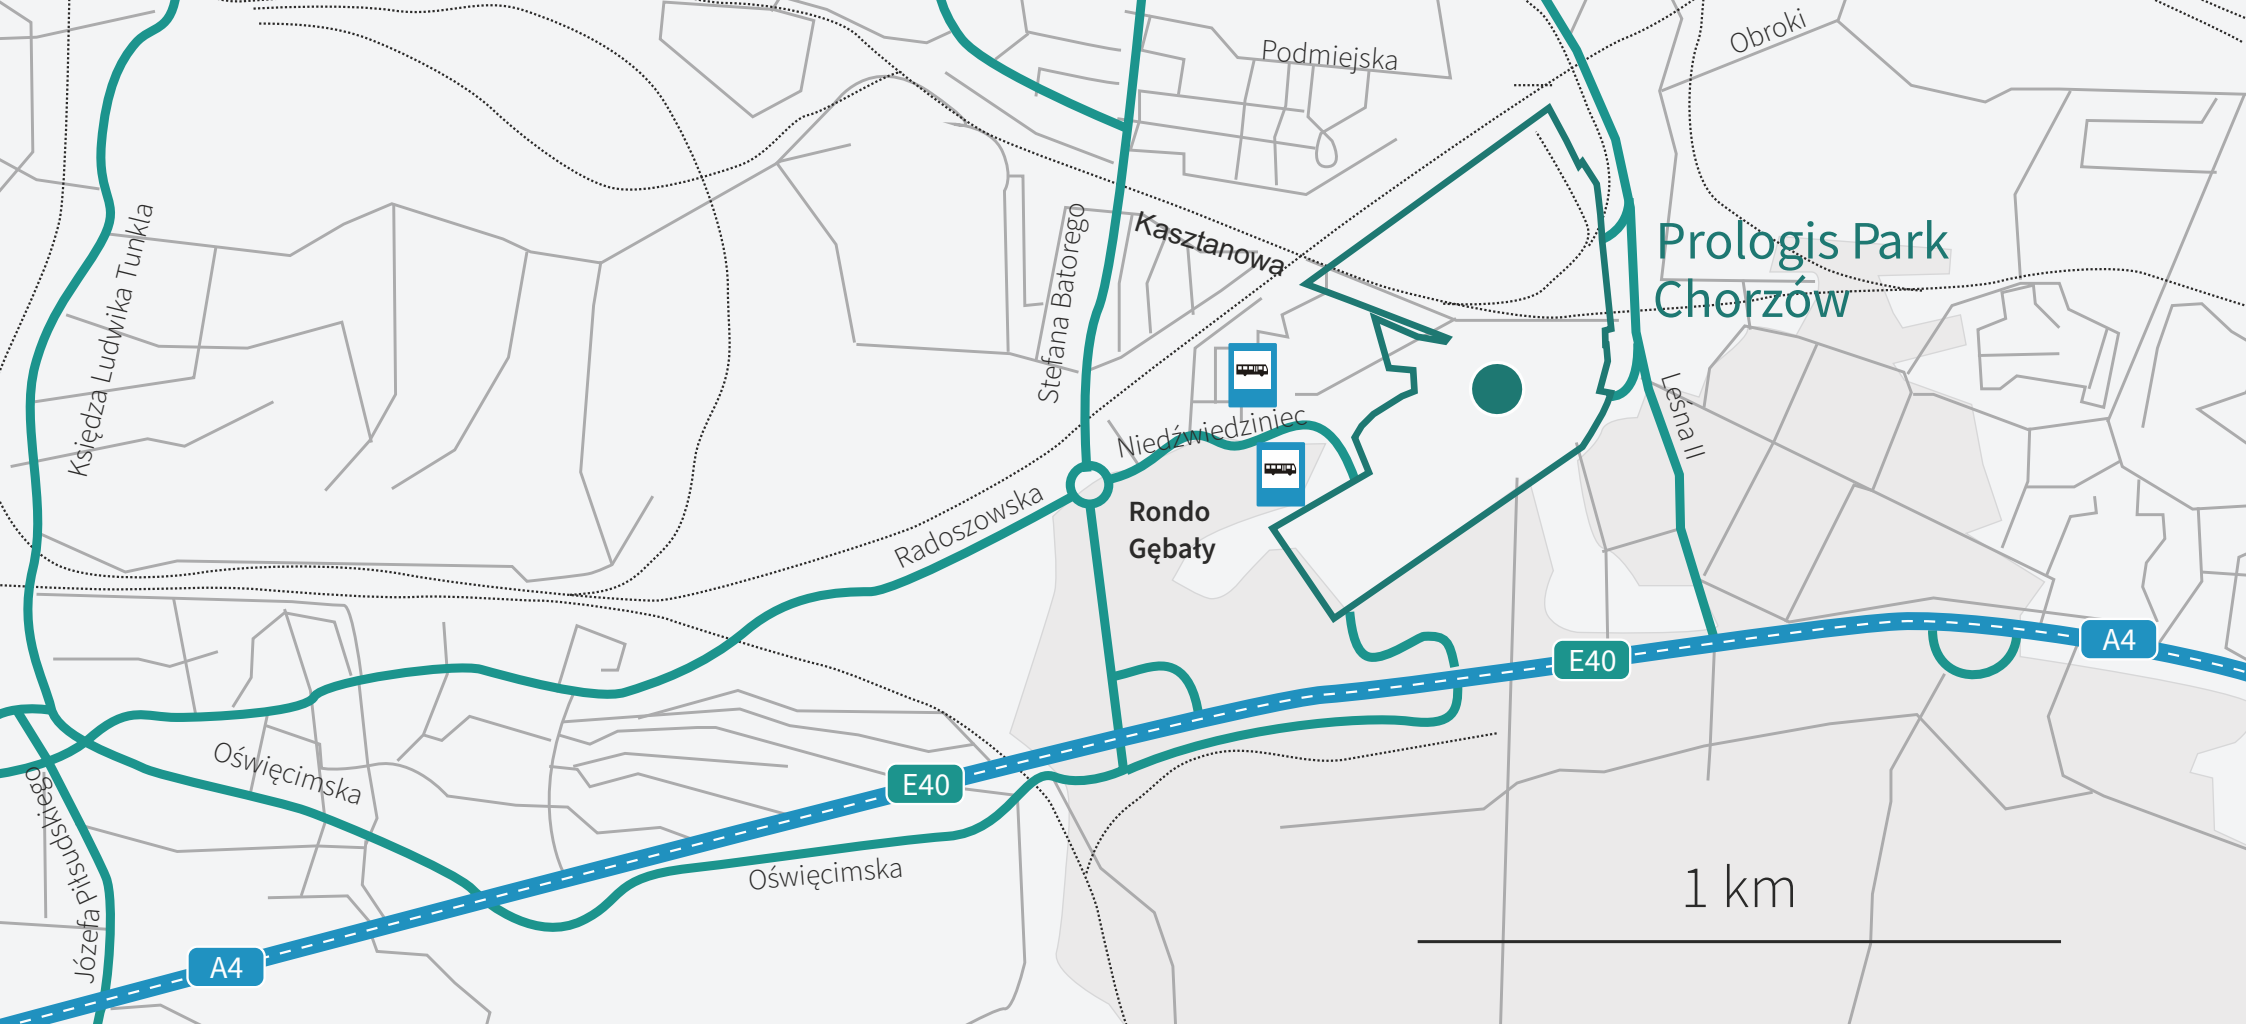 Obroki
Podmiejska
Księdza Ludwika Tunkla
Stefana Batorego
Kasztanowa
Prologis Park
Chorzów
Leśna II
Niedźwiedziniec
Radoszowska
Rondo
Gębały
E40
A4
Oświęcimska
E40
Józefa Piłsudskiego
Oświęcimska
1 km
A4